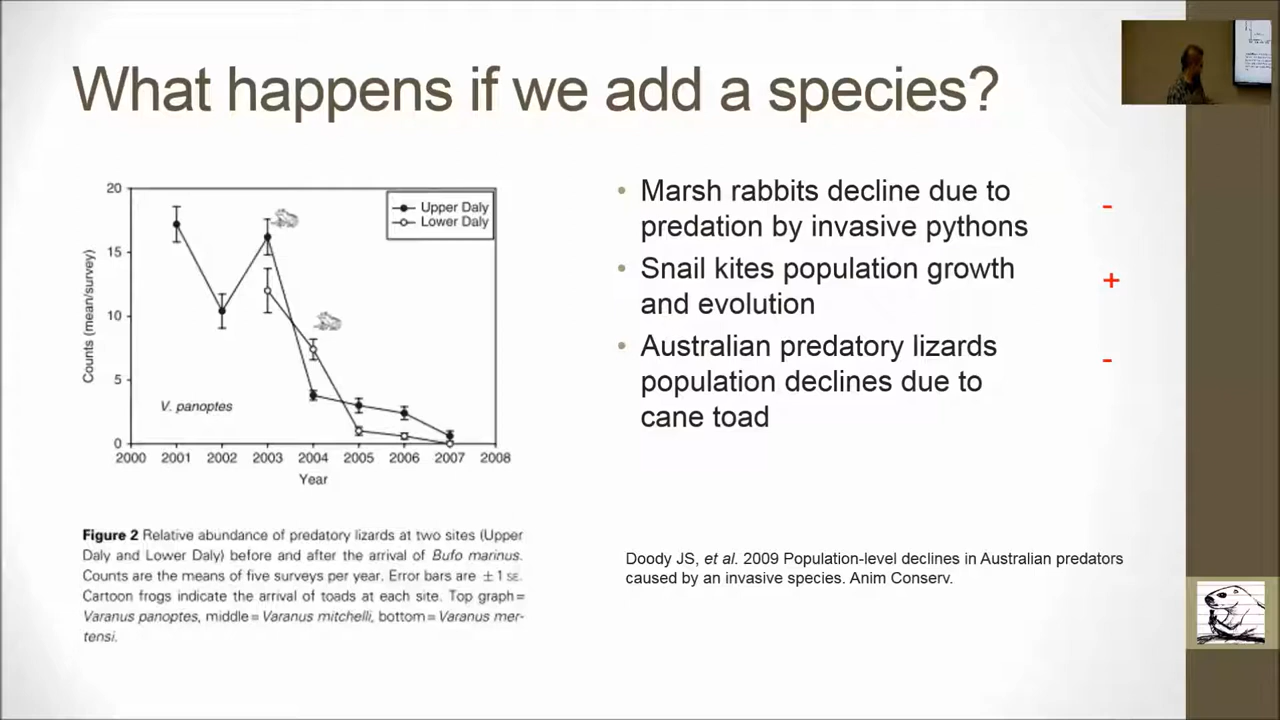 What happens if we add a species?
20
15
10
5
0
Counts (mean/survey)
Upper Daly
Lower Daly
V. panoptes
2000 2001 2002 2003 2004 2005 2006 2007 2008
Year
Figure 2 Relative abundance of predatory lizards at two sites (Upper
Daly and Lower Daly) before and after the arrival of Bufo marinus.
Counts are the means of five surveys per year. Error bars are ±1 SE.
Cartoon frogs indicate the arrival of toads at each site. Top graph=
Varanus panoptes, middle=Varanus mitchelli, bottom=Varanus mer-
tensi.
• Marsh rabbits decline due to
predation by invasive pythons
-
• Snail kites population growth
and evolution
+
• Australian predatory lizards
population declines due to
cane toad
-
Doody JS, et al. 2009 Population-level declines in Australian predators
caused by an invasive species. Anim Conserv.